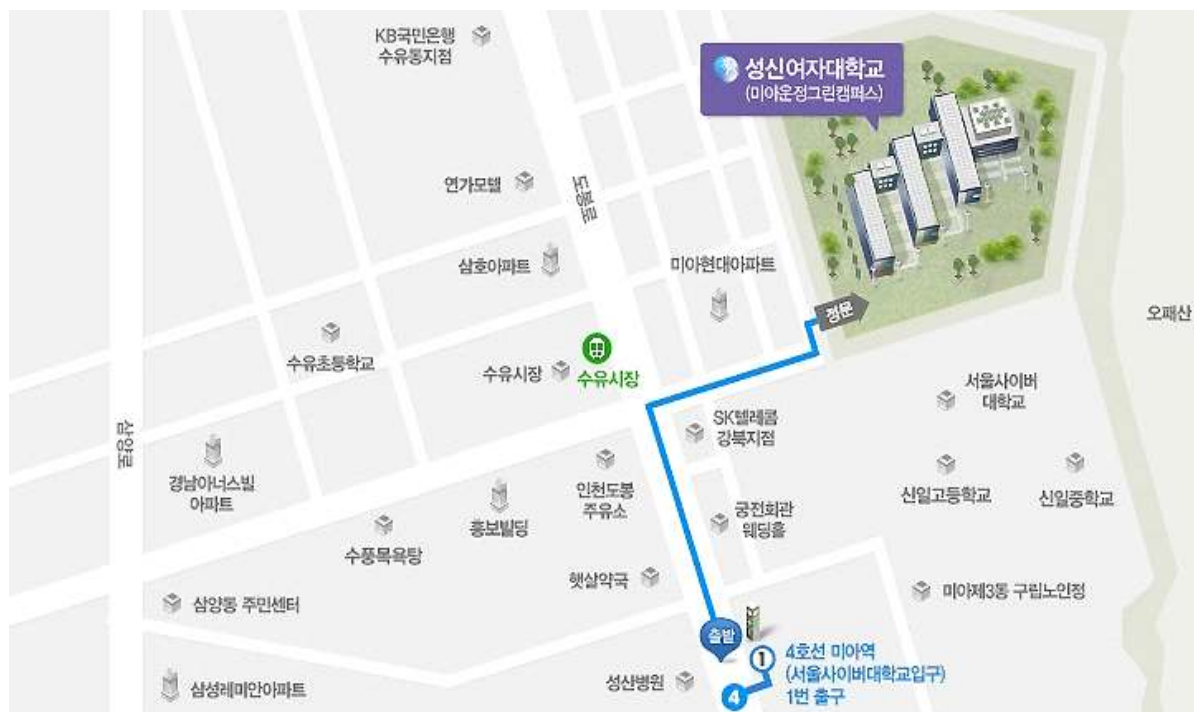 KB국민은행
수유동지점
성신여자대학교
(미아운정그린캠퍼스)
연가모텔
도봉로
삼호아파트
미아현대아파트
정문
오패산
수유초등학교
수유시장
수유시장
서울사이버
대학교
SK텔레콤
강북지점
삼양로
경남아너스빌
아파트
인천도봉
주유소
신일고등학교
신일중학교
홍보빌딩
궁전회관
웨딩홀
수풍목욕탕
햇살약국
미아제3동 구립노인정
삼양동 주민센터
출발
1
4호선 미아역
(서울사이버대학교입구)
1번 출구
4
성산병원
삼성레미안아파트